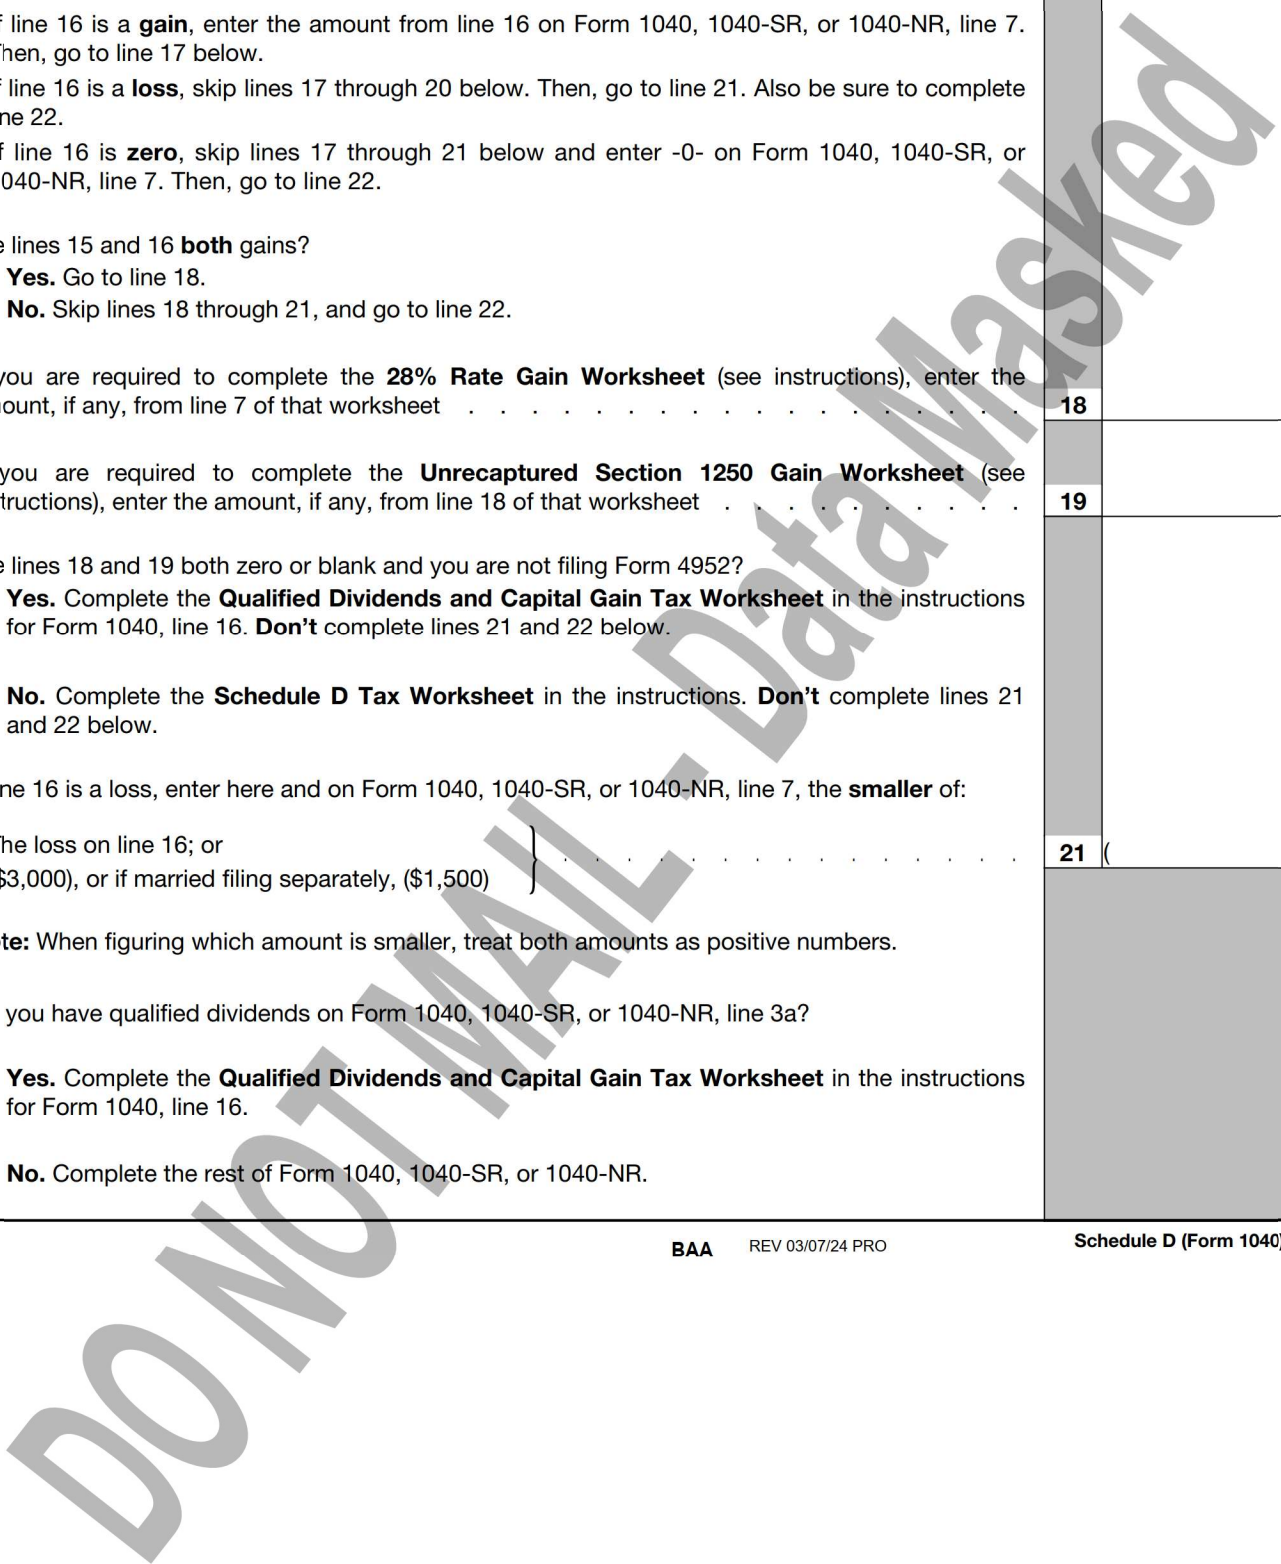 f line 16 is a gain, enter the amount from line 16 on Form 1040, 1040-SR, or 1040-NR, line 7.
hen, go to line 17 below.
f line 16 is a loss, skip lines 17 through 20 below. Then, go to line 21. Also be sure to complete
ne 22.
f line 16 is zero, skip lines 17 through 21 below and enter -0- on Form 1040, 1040-SR, or
040-NR, line 7. Then, go to line 22.
e lines 15 and 16 both gains?
Yes. Go to line 18.
No. Skip lines 18 through 21, and go to line 22.
you are required to complete the 28% Rate Gain Worksheet (see instructions), enter the
ount, if any, from line 7 of that worksheet . . . . . . . . . . . . . . . . . . 18
you are required to complete the Unrecaptured Section 1250 Gain Worksheet (see
tructions), enter the amount, if any, from line 18 of that worksheet . . . . . . . . . . 19
e lines 18 and 19 both zero or blank and you are not filing Form 4952?
Yes. Complete the Qualified Dividends and Capital Gain Tax Worksheet in the instructions
for Form 1040, line 16. Don't complete lines 21 and 22 below.
No. Complete the Schedule D Tax Worksheet in the instructions. Don't complete lines 21
and 22 below.
ne 16 is a loss, enter here and on Form 1040, 1040-SR, or 1040-NR, line 7, the smaller of:
he loss on line 16; or
$3,000), or if married filing separately, ($1,500) } . . . . . . . . . . . . . . . 21 (
te: When figuring which amount is smaller, treat both amounts as positive numbers.
you have qualified dividends on Form 1040, 1040-SR, or 1040-NR, line 3a?
Yes. Complete the Qualified Dividends and Capital Gain Tax Worksheet in the instructions
for Form 1040, line 16.
No. Complete the rest of Form 1040, 1040-SR, or 1040-NR.
BAA REV 03/07/24 PRO Schedule D (Form 1040)
DO NOT MAIL - Data Masked